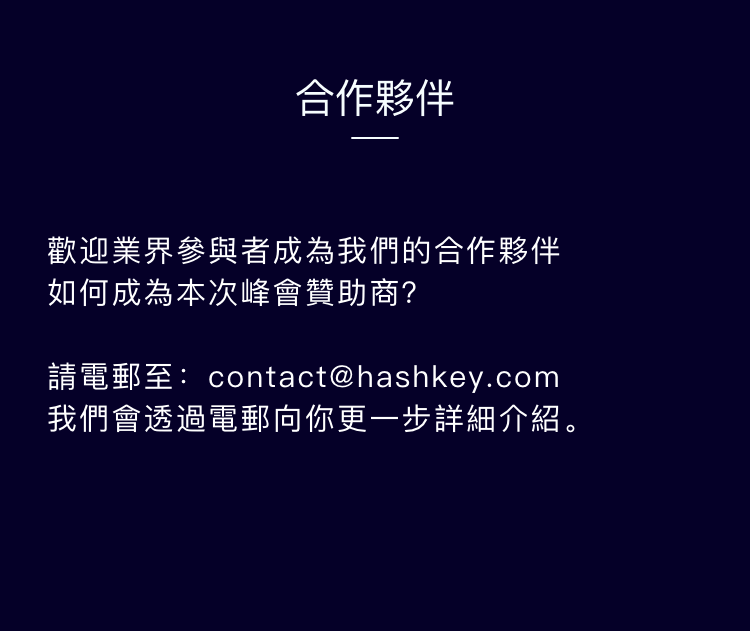 合作夥伴
歡迎業界參與者成為我們的合作夥伴
如何成為本次峰會贊助商？
請電郵至：contact@hashkey.com
我們會透過電郵向你更一步詳細介紹。